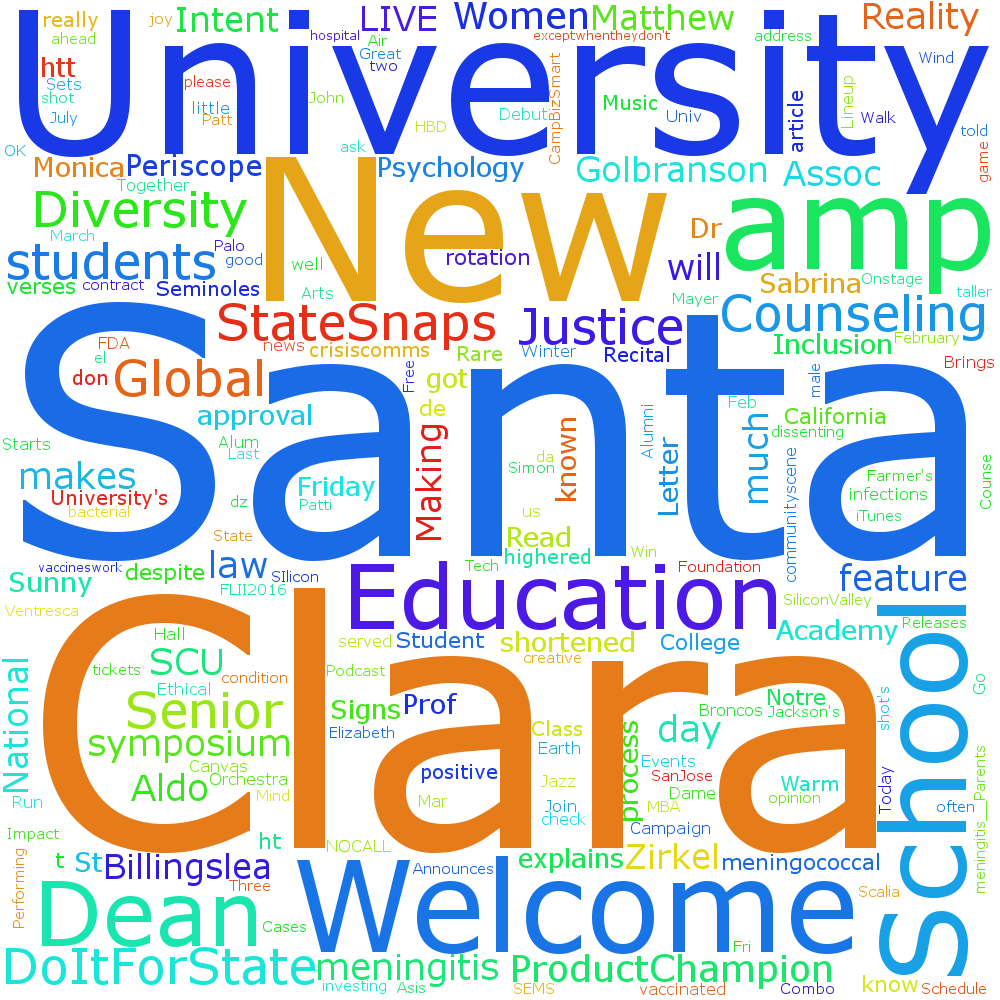 really
joy
Intent
LIVE
Women
Matthew
Reality
ahead
hospital
Air
exceptwhentheydon't
address
University
htt
Great
two
Wind
Sets
please
shot
John
little
Music
Debut
CampBizSmart
Univ
article
Lineup
Walk
July
Patt
HBD
told
OK
ask
game
Monica
Periscope
Psychology
Golbranson
Assoc
Together
New
Diversity
amp
March
Palo
Dr
students
good
well
rotation
will
Sabrina
Onstage
verses
contract
Seminoles
Arts
Mayer
taller
StateSnaps
Justice
Counseling
FDA
news
crisiscomms
Rare
Winter
Recital
Inclusion
February
el
don
Global
Free
got
male
Brings
Santa
approval
de
Making
known
Alumni
Letter
Feb
much
California
dissenting
Starts
Alum
Last
da
Simon
communityscene
Counse
makes
Friday
Farmer's
University's
Patti
dz
infections
bacterial
us
iTunes
State
Read
highered
Win
vaccineswork
despite
law
SIlicon
Tech
Foundation
Sunny
FLII2016
Education
feature
Ventresca
SiliconValley
Clara
School
Hall
served
Student
shortened
College
Academy
Releases
National
tickets
SCU
condition
Podcast
creative
Ethical
Go
Senior
Signs
Prof
Notre
Broncos
Jackson's
shot's
Elizabeth
Class
process
symposium
Earth
day
Canvas
Orchestra
positive
Events
Aldo
Mind
Jazz
SanJose
Warm
Today
meningitis__Parents
Run
Mar
Join
Dame
MBA
opinion
often
check
Impact
ht
NOCALL
Campaign
Performing
t
St
Billingslea
explains
Zirkel
meningococcal
Three
Announces
Scalia
Dean
Welcome
Cases
Fri
DoItForState
meningitis
ProductChampion
investing
Asis
SEMS
vaccinated
Combo
know
Schedule